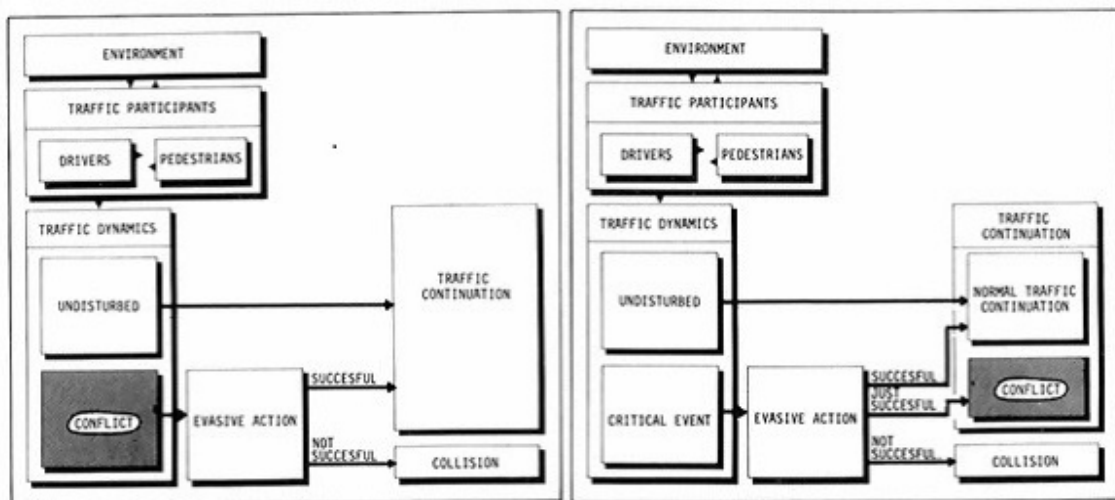 ENVIRONMENT
TRAFFIC PARTICIPANTS
DRIVERS
PEDESTRIANS
TRAFFIC DYNAMICS
UNDISTURBED
TRAFFIC
CONTINUATION
CONFLICT
EVASIVE ACTION
SUCCESFUL
NOT
SUCCESFUL
COLLISION
ENVIRONMENT
TRAFFIC PARTICIPANTS
DRIVERS
PEDESTRIANS
TRAFFIC DYNAMICS
TRAFFIC
CONTINUATION
UNDISTURBED
NORMAL TRAFFIC
CONTINUATION
CRITICAL EVENT
EVASIVE ACTION
SUCCESFUL
JUST
SUCCESFUL
NOT
SUCCESFUL
CONFLICT
COLLISION